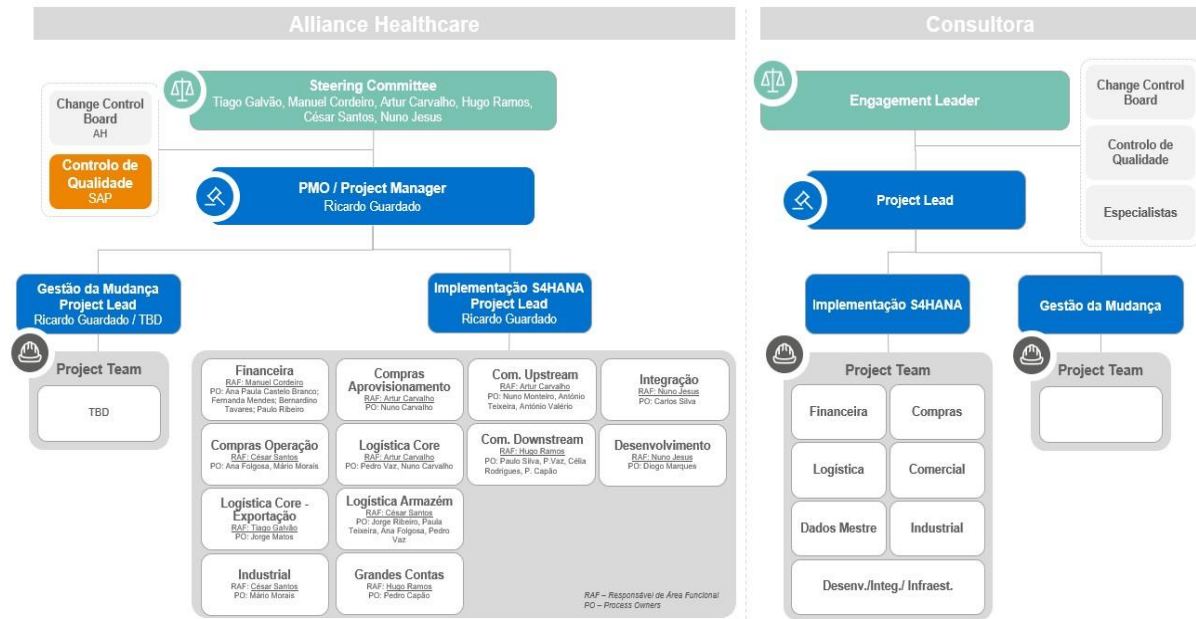 Alliance Healthcare
Steering Committee
Tiago Galvão, Manuel Cordeiro, Artur Carvalho, Hugo Ramos,
César Santos, Nuno Jesus
Change Control
Board
AH
Controlo de
Qualidade
SAP
PMO / Project Manager
Ricardo Guardado
Gestão da Mudança
Project Lead
Ricardo Guardado / TBD
Implementação S4HANA
Project Lead
Ricardo Guardado
Project Team
TBD
Financeira
RAF: Manuel Cordeiro
PO: Ana Paula Castelo Branco;
Fernanda Mendes; Bernardino
Tavares; Paulo Ribeiro
Compras
Aprovisionamento
RAF: Artur Carvalho
PO: Nuno Carvalho
Com. Upstream
RAF: Artur Carvalho
PO: Nuno Monteiro, António
Teixeira, António Valério
Integração
RAF: Nuno Jesus
PO: Carlos Silva
Compras Operação
RAF: César Santos
PO: Ana Folgosa, Mário Morais
Logística Core
RAF: Artur Carvalho
PO: Pedro Vaz, Nuno Carvalho
Com. Downstream
RAF: Hugo Ramos
PO: Paulo Silva, P.Vaz, Célia
Rodrigues, P. Capão
Desenvolvimento
RAF: Nuno Jesus
PO: Diogo Marques
Logística Core -
Exportação
RAF: Tiago Galvão
PO: Jorge Matos
Logística Armazém
RAF: César Santos
PO: Jorge Ribeiro, Paula
Teixeira, Ana Folgosa, Pedro
Vaz
Industrial
RAF: César Santos
PO: Mário Morais
Grandes Contas
RAF: Hugo Ramos
PO: Pedro Capão
RAF – Responsável de Área Funcional
PO – Process Owners
Consultora
Engagement Leader
Change Control
Board
Controlo de
Qualidade
Especialistas
Project Lead
Implementação S4HANA
Gestão da Mudança
Project Team
Financeira
Compras
Logística
Comercial
Dados Mestre
Industrial
Desenv./Integ./ Infraest.
Project Team